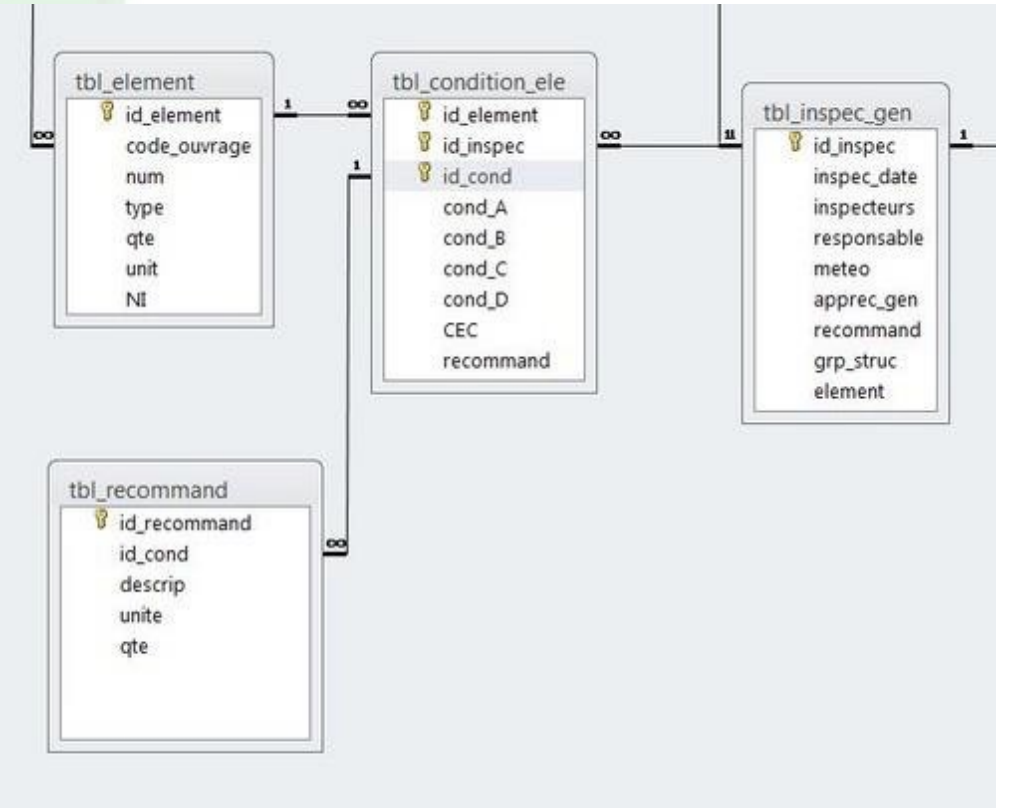 tbl_element
id_element
code_ouvrage
num
type
qte
unit
NI
1
∞
∞
tbl_condition_ele
id_element
id_inspec
id_cond
cond_A
cond_B
cond_C
cond_D
CEC
recommand
1
∞
11
tbl_inspec_gen
id_inspec
inspec_date
inspecteurs
responsable
meteo
apprec_gen
recommand
grp_struc
element
1
tbl_recommand
id_recommand
id_cond
descrip
unite
qte
∞